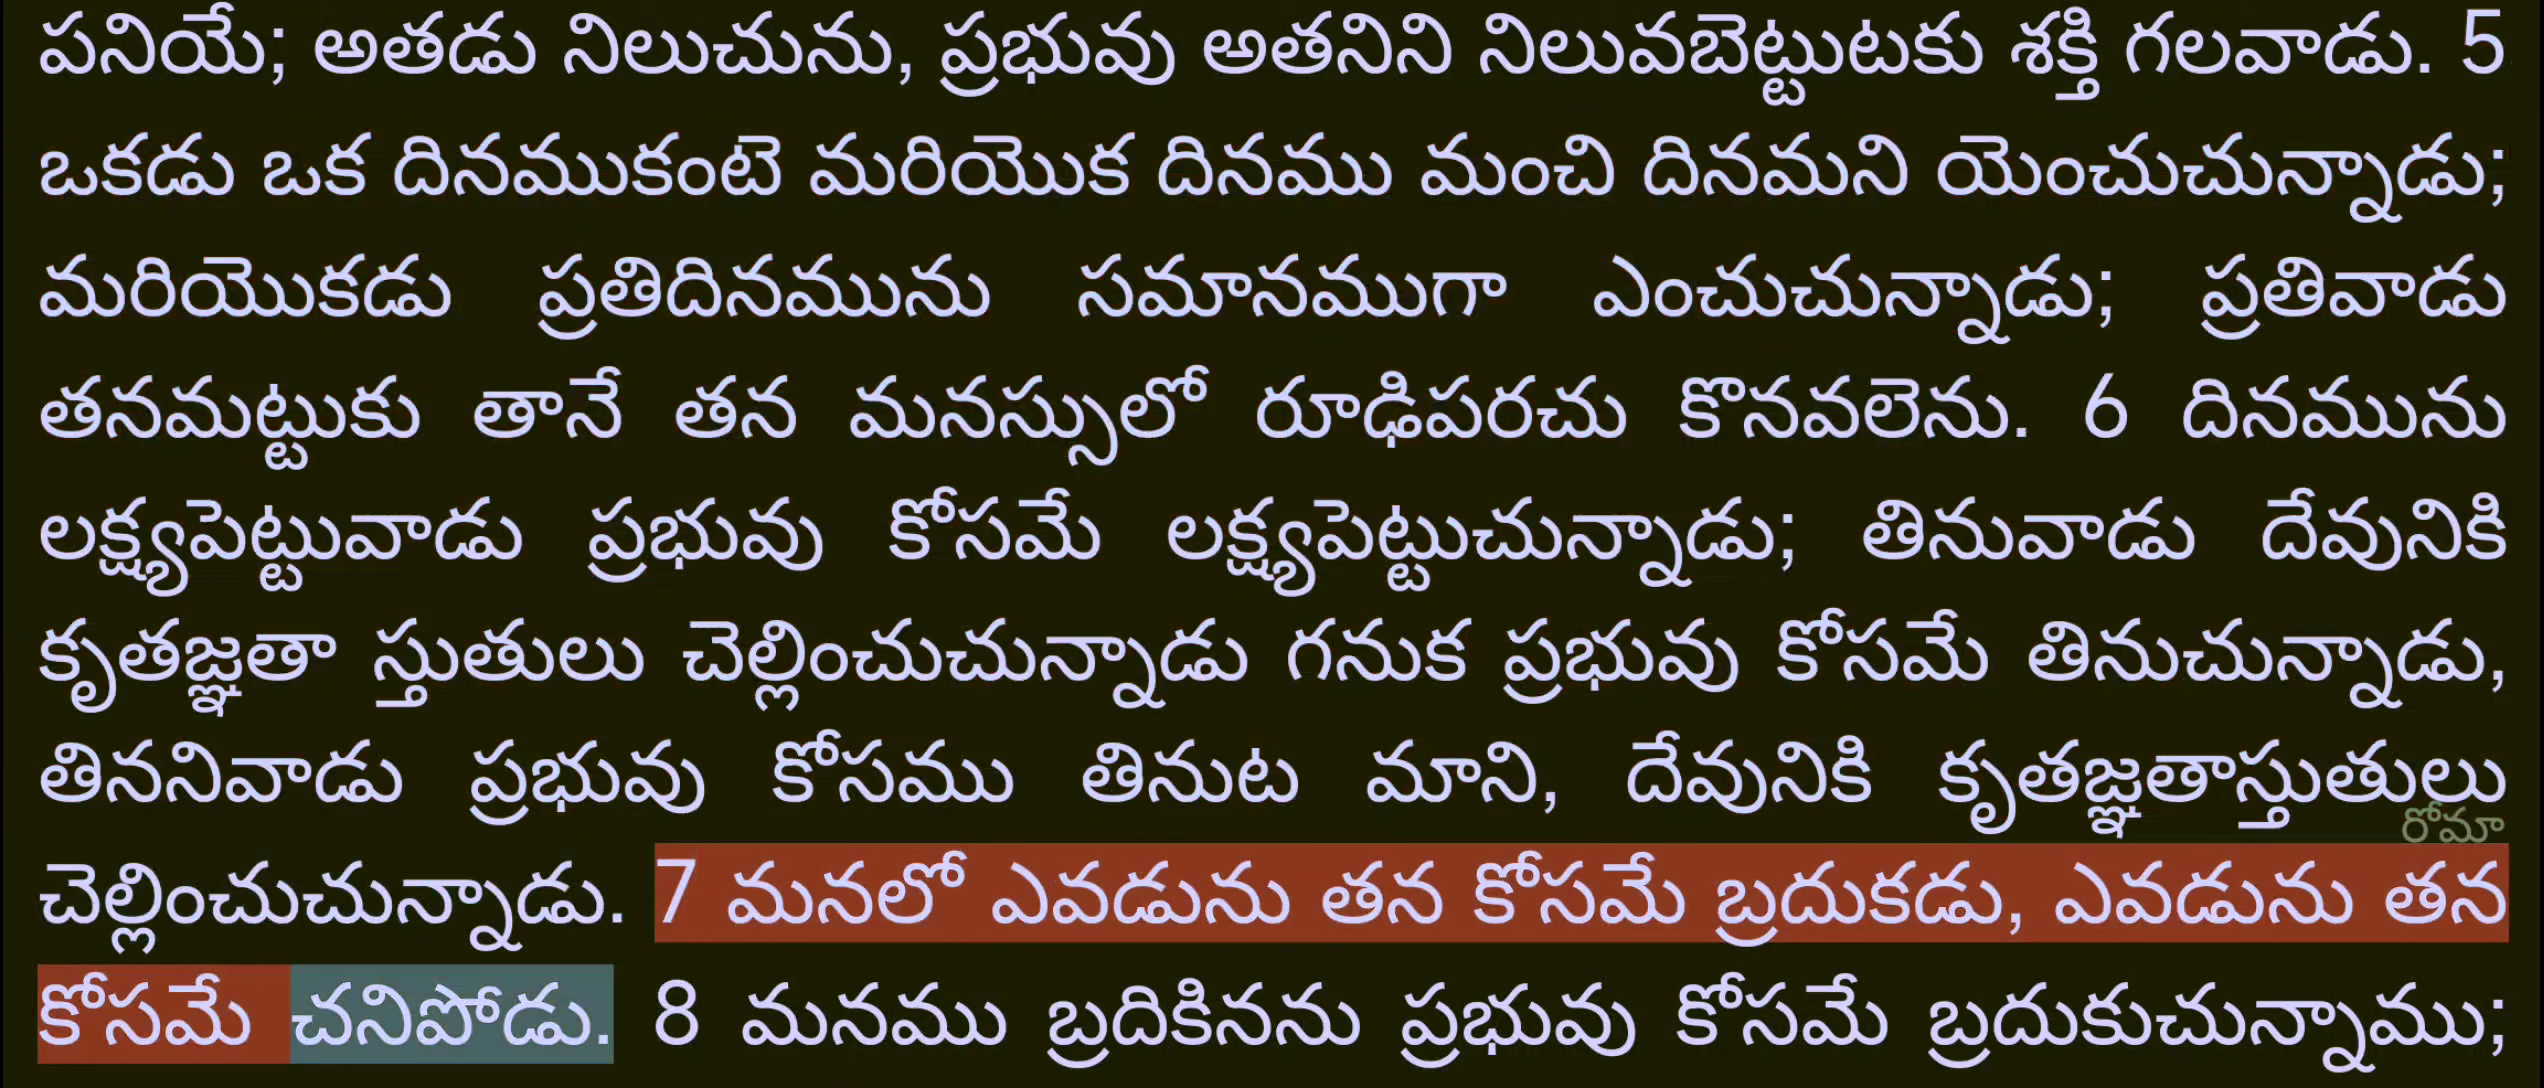 పనియే; అతడు నిలుచును, ప్రభువు అతనిని నిలువబెట్టుటకు శక్తి గలవాడు. 5
ఒకడు ఒక దినముకంటె మరియొక దినము మంచి దినమని యెంచుచున్నాడు;
మరియొకడు ప్రతిదినమును సమానముగా ఎంచుచున్నాడు; ప్రతివాడు
తనమట్టుకు తానే తన మనస్సులో రూఢిపరచు కొనవలెను. 6 దినమును
లక్ష్యపెట్టువాడు ప్రభువు కోసమే లక్ష్యపెట్టుచున్నాడు; తినువాడు దేవునికి
కృతజ్ఞతా స్తుతులు చెల్లించుచున్నాడు గనుక ప్రభువు కోసమే తినుచున్నాడు,
తిననివాడు ప్రభువు కోసము తినుట మాని, దేవునికి కృతజ్ఞతాస్తుతులు
రోమా
చెల్లించుచున్నాడు. 7 మనలో ఎవడును తన కోసమే బ్రదుకడు, ఎవడును తన
కోసమే చనిపోడు. 8 మనము బ్రదికినను ప్రభువు కోసమే బ్రదుకుచున్నాము;